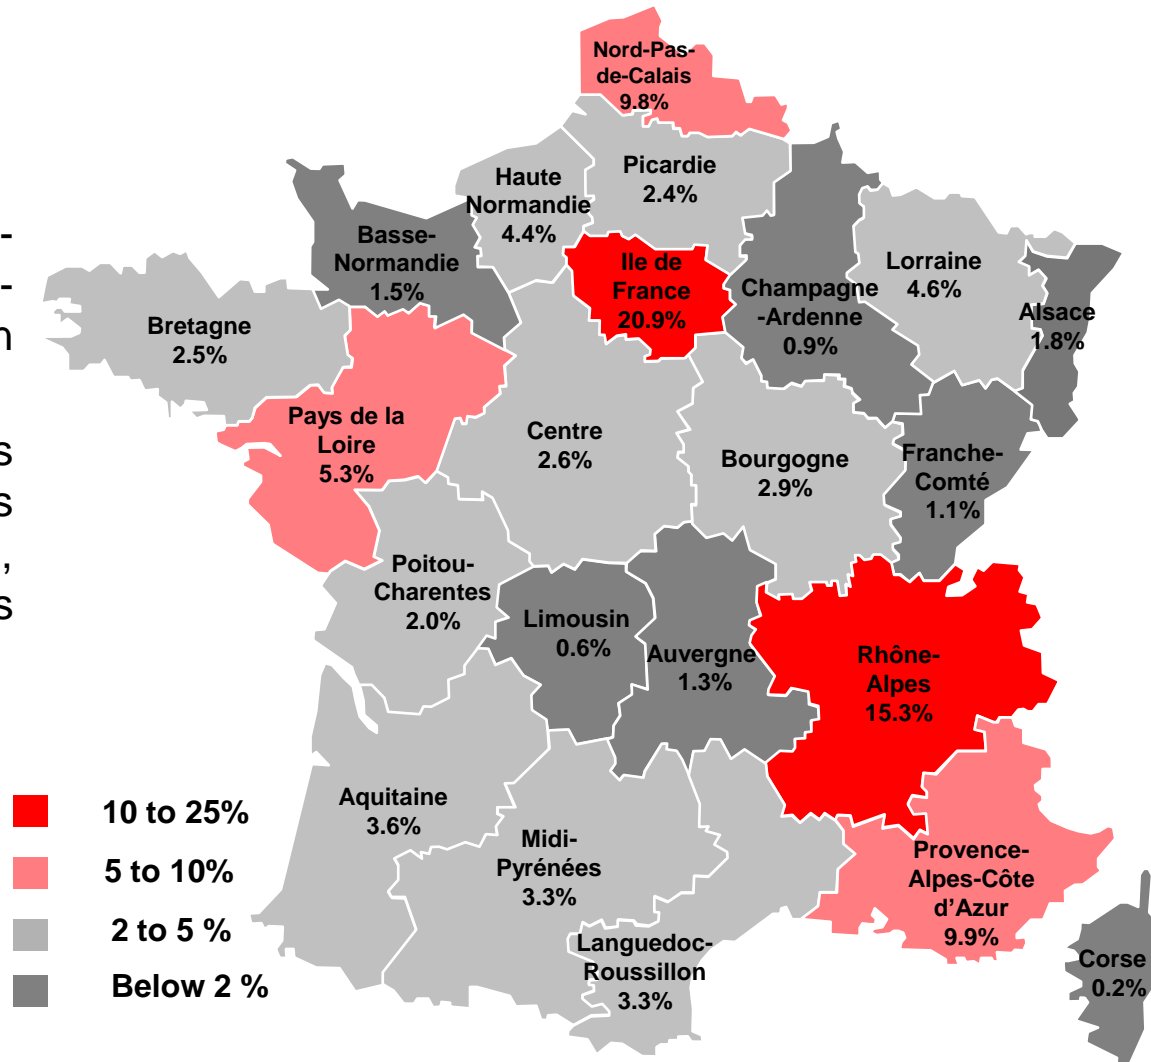 Nord-Pas-
de-Calais
9.8%
Picardie
2.4%
Haute
Normandie
4.4%
Basse-
Normandie
1.5%
Ile de
France
20.9%
Champagne
-Ardenne
0.9%
Lorraine
4.6%
Alsace
1.8%
Bretagne
2.5%
Pays de la
Loire
5.3%
Centre
2.6%
Bourgogne
2.9%
Franche-
Comté
1.1%
Poitou-
Charentes
2.0%
Limousin
0.6%
Auvergne
1.3%
Rhône-
Alpes
15.3%
Aquitaine
3.6%
Midi-
Pyrénées
3.3%
Languedoc-
Roussillon
3.3%
Provence-
Alpes-Côte
d’Azur
9.9%
Corse
0.2%
10 to 25%
5 to 10%
2 to 5 %
Below 2 %
-
-
n
s
s
,
s